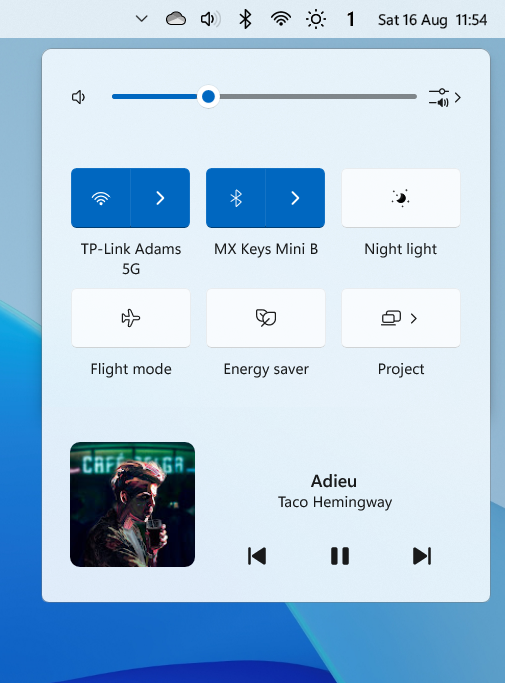 1 Sat 16 Aug 11:54
TP-Link Adams
5G
MX Keys Mini B
Night light
Flight mode
Energy saver
Project
CAFÉ BELGA
Adieu
Taco Hemingway